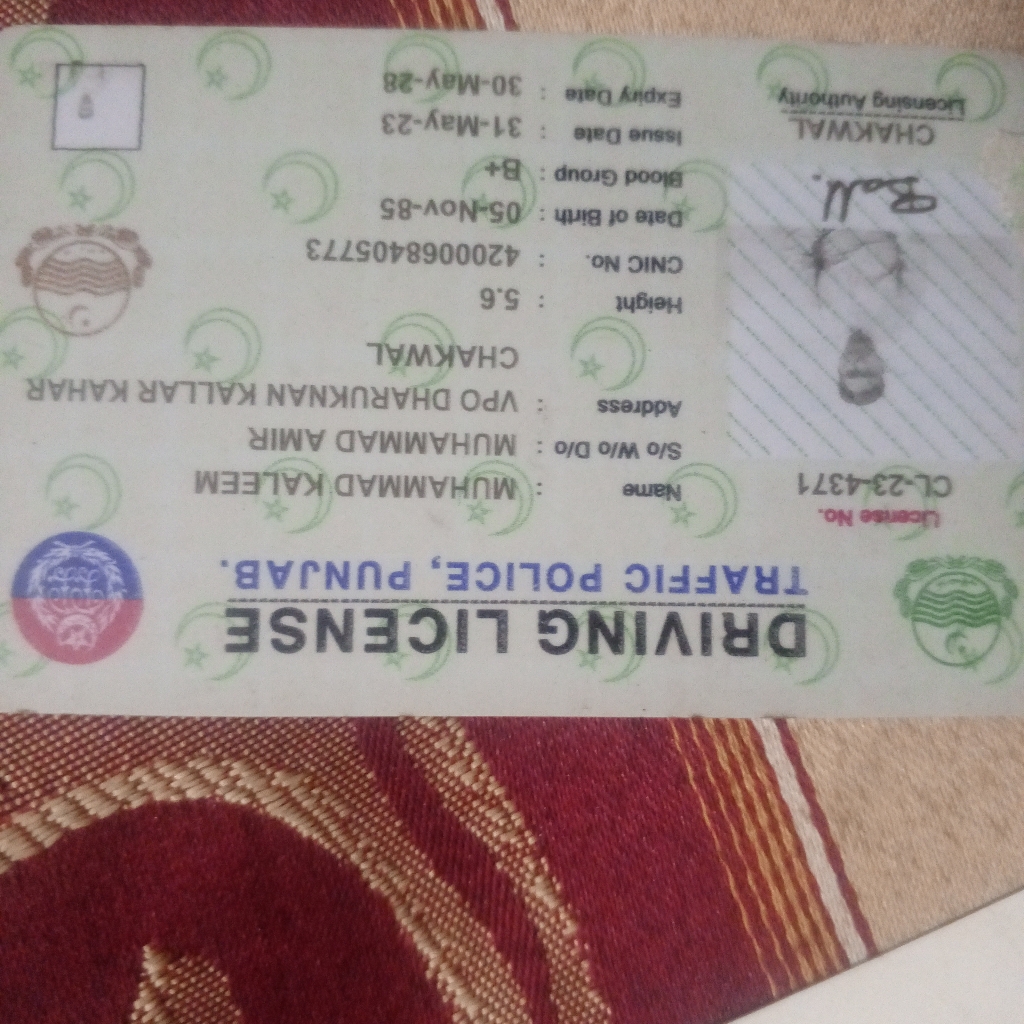 DRIVING LICENSE
TRAFFIC POLICE, PUNJAB.
License No.
CL-23-4371
Name : MUHAMMAD KALEEM
S/o W/o D/o : MUHAMMAD AMIR
Address : VPO DHARUKNAN KALLAR KAHAR
CHAKWAL
Height : 5.6
CNIC No. : 4200068405773
Date of Birth : 05-Nov-85
Blood Group : B+
Issue Date : 31-May-23
Expiry Date : 30-May-28
CHAKWAL
Licensing Authority